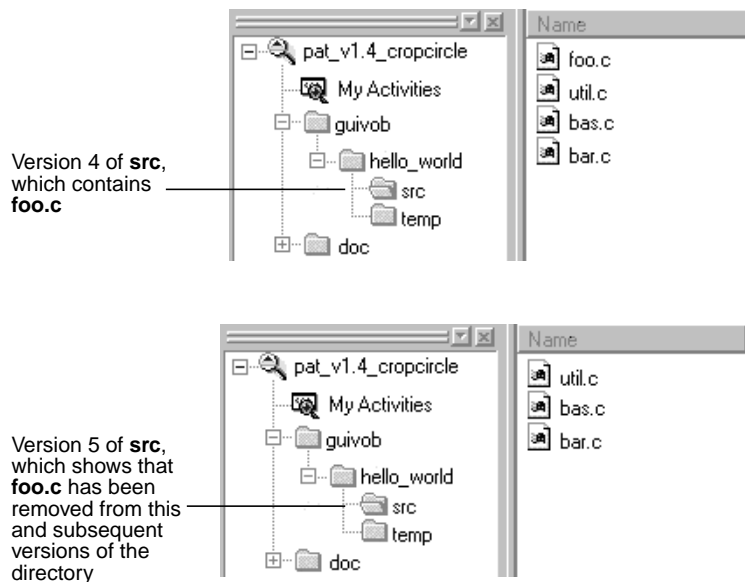 Name
pat_v1.4_cropcircle
My Activities
guivob
hello_world
src
temp
doc
foo.c
util.c
bas.c
bar.c
Version 4 of src,
which contains
foo.c
Name
pat_v1.4_cropcircle
My Activities
guivob
hello_world
src
temp
doc
util.c
bas.c
bar.c
Version 5 of src,
which shows that
foo.c has been
removed from this
and subsequent
versions of the
directory